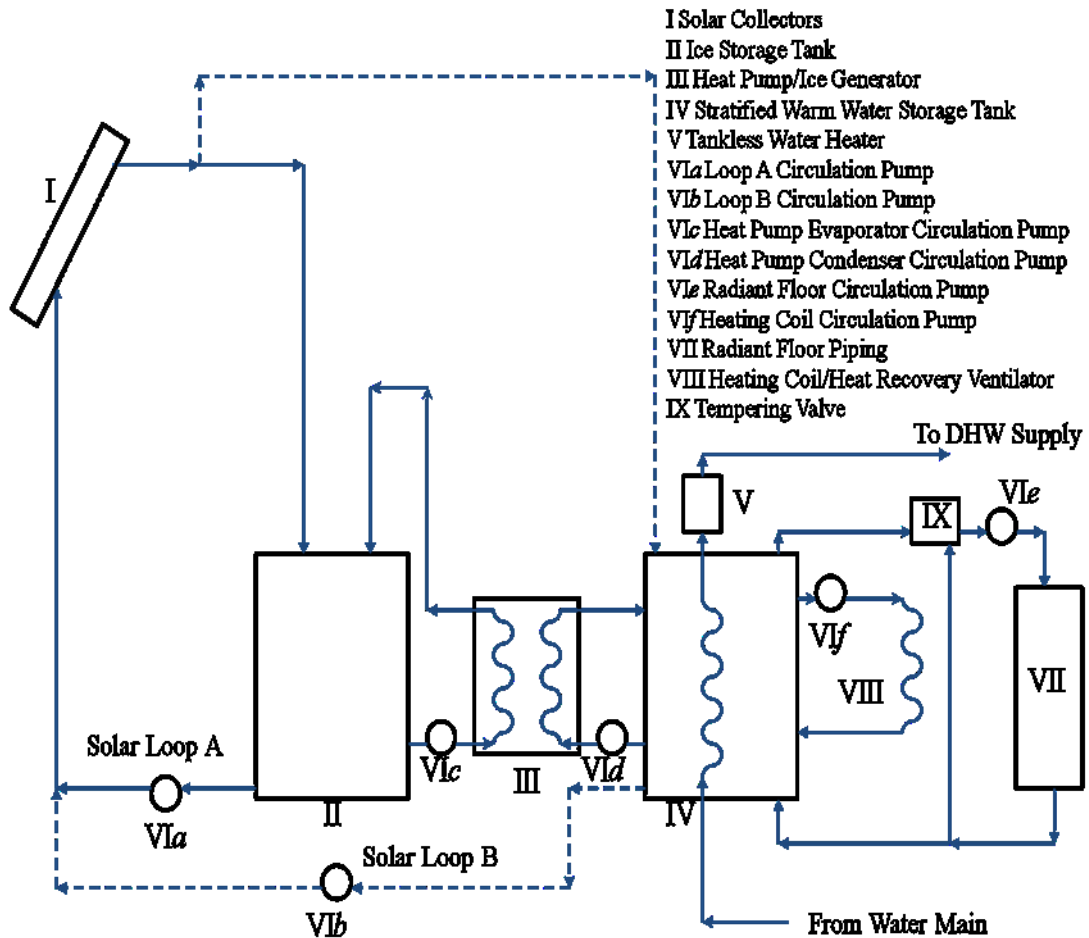 I Solar Collectors
II Ice Storage Tank
III Heat Pump/Ice Generator
IV Stratified Warm Water Storage Tank
V Tankless Water Heater
VIa Loop A Circulation Pump
VIb Loop B Circulation Pump
VIc Heat Pump Evaporator Circulation Pump
VId Heat Pump Condenser Circulation Pump
VIe Radiant Floor Circulation Pump
VIf Heating Coil Circulation Pump
VII Radiant Floor Piping
VIII Heating Coil/Heat Recovery Ventilator
IX Tempering Valve
I
To DHW Supply
V
IX
VIe
VIf
VIII
VII
Solar Loop A
VIa
II
VIc
III
VId
IV
Solar Loop B
VIb
From Water Main